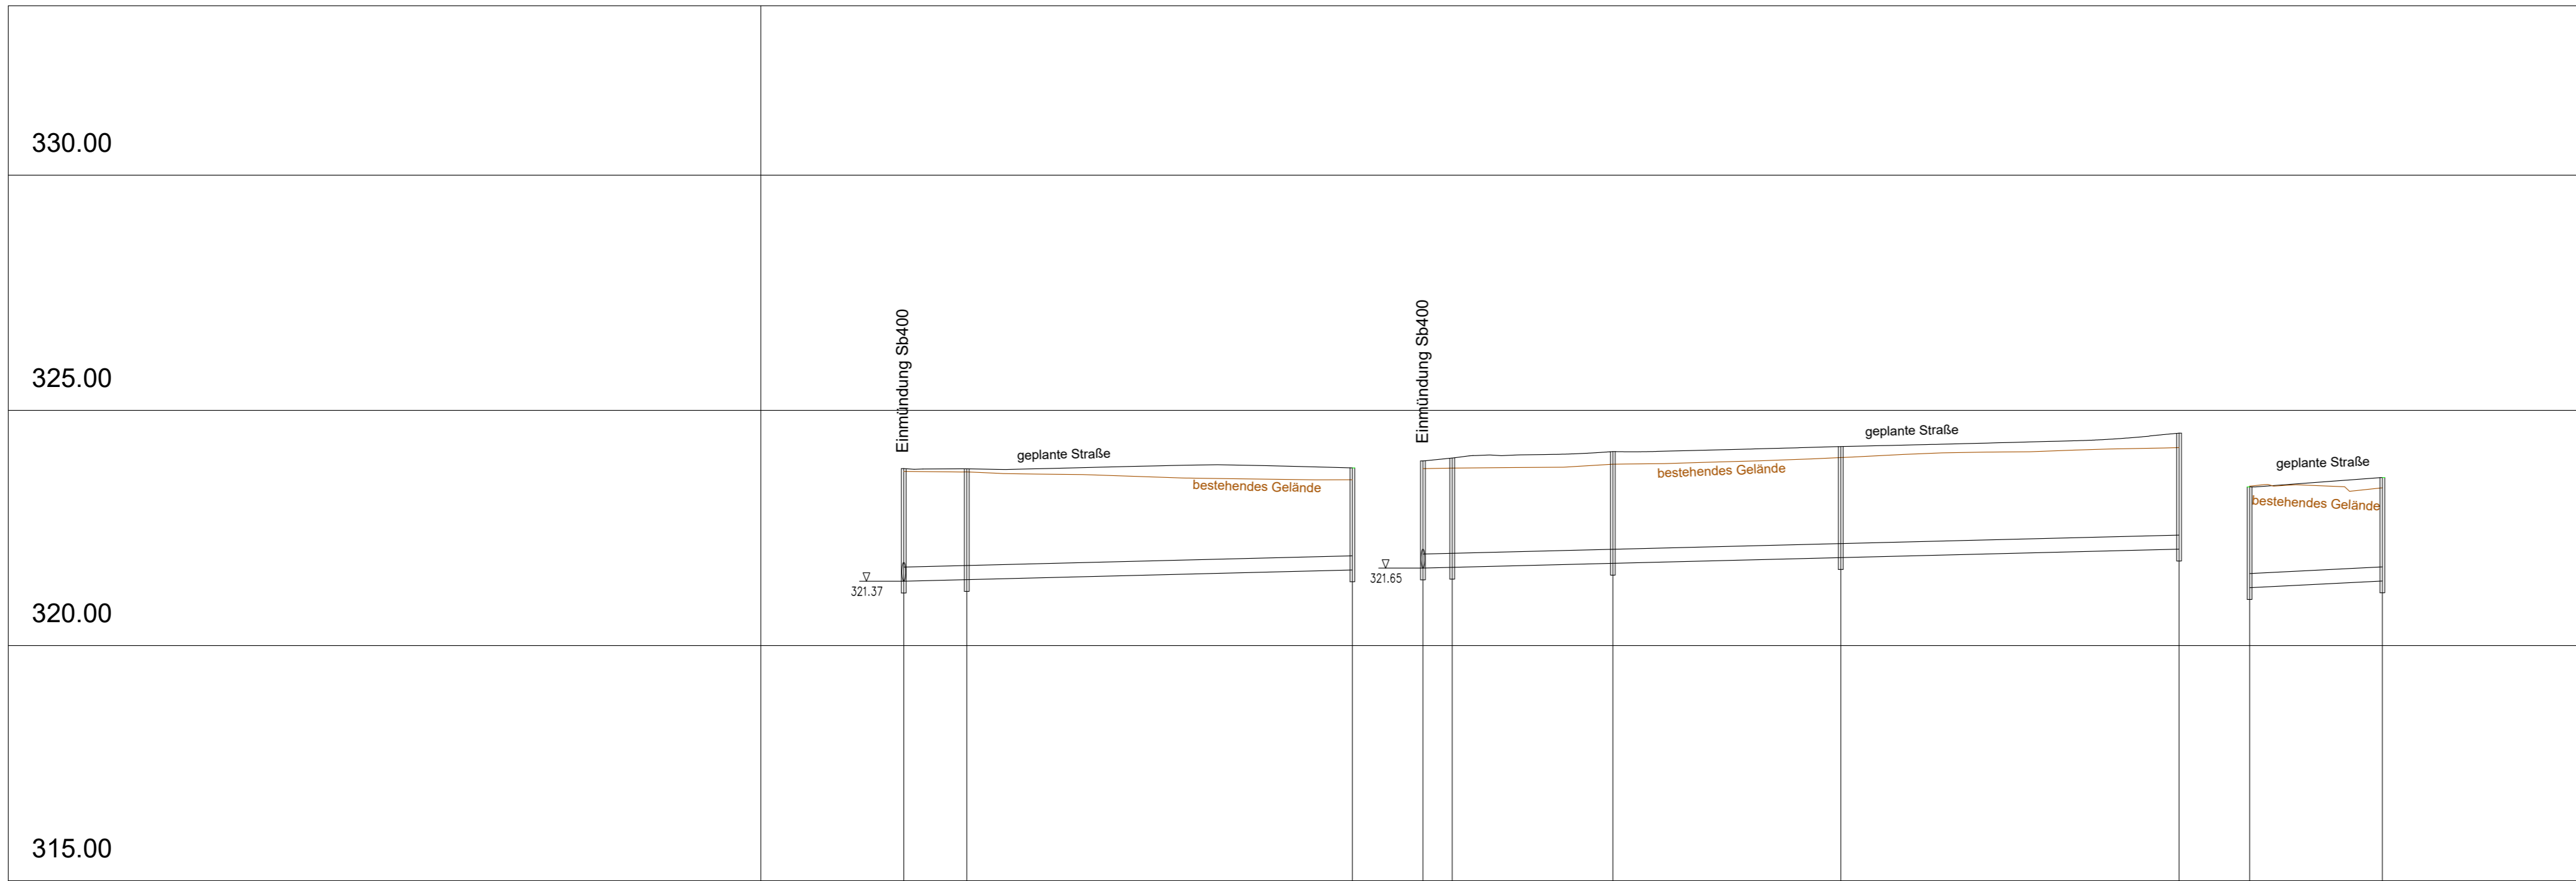 330.00
325.00
320.00
315.00
Einmündung Sb400
geplante Straße
bestehendes Gelände
321.37
Einmündung Sb400
geplante Straße
bestehendes Gelände
321.65
geplante Straße
bestehendes Gelände